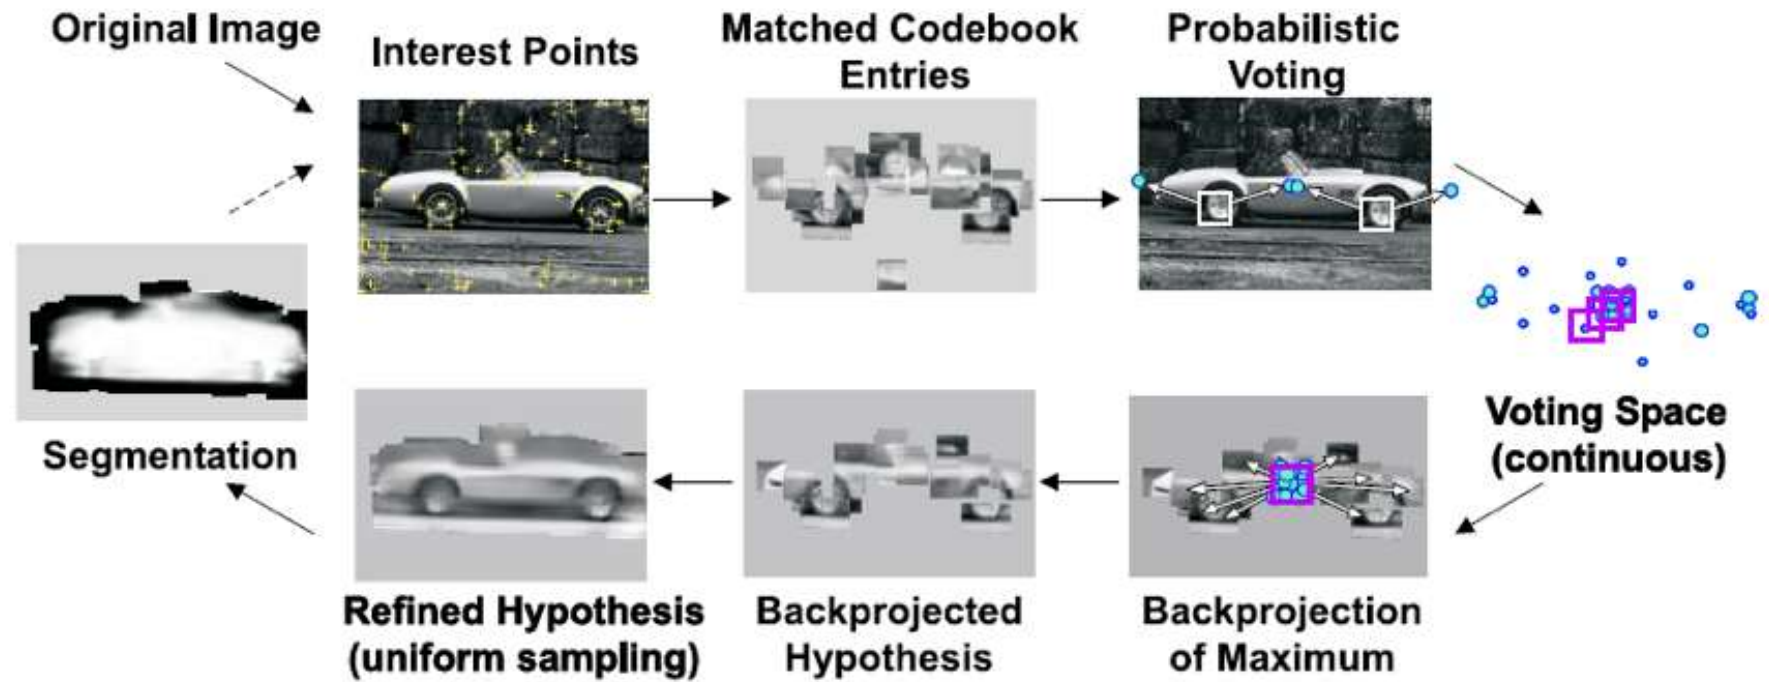 Original Image
Interest Points
Matched Codebook
Entries
Probabilistic
Voting
Voting Space
(continuous)
Segmentation
Refined Hypothesis
(uniform sampling)
Backprojected
Hypothesis
Backprojection
of Maximum